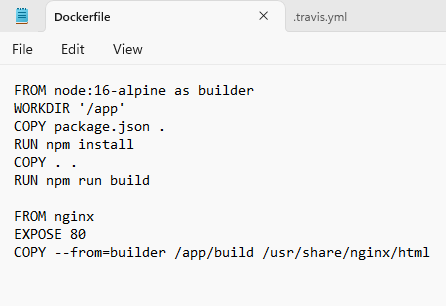 Dockerfile
.travis.yml
File Edit View
FROM node:16-alpine as builder
WORKDIR '/app'
COPY package.json .
RUN npm install
COPY . .
RUN npm run build
FROM nginx
EXPOSE 80
COPY --from=builder /app/build /usr/share/nginx/html